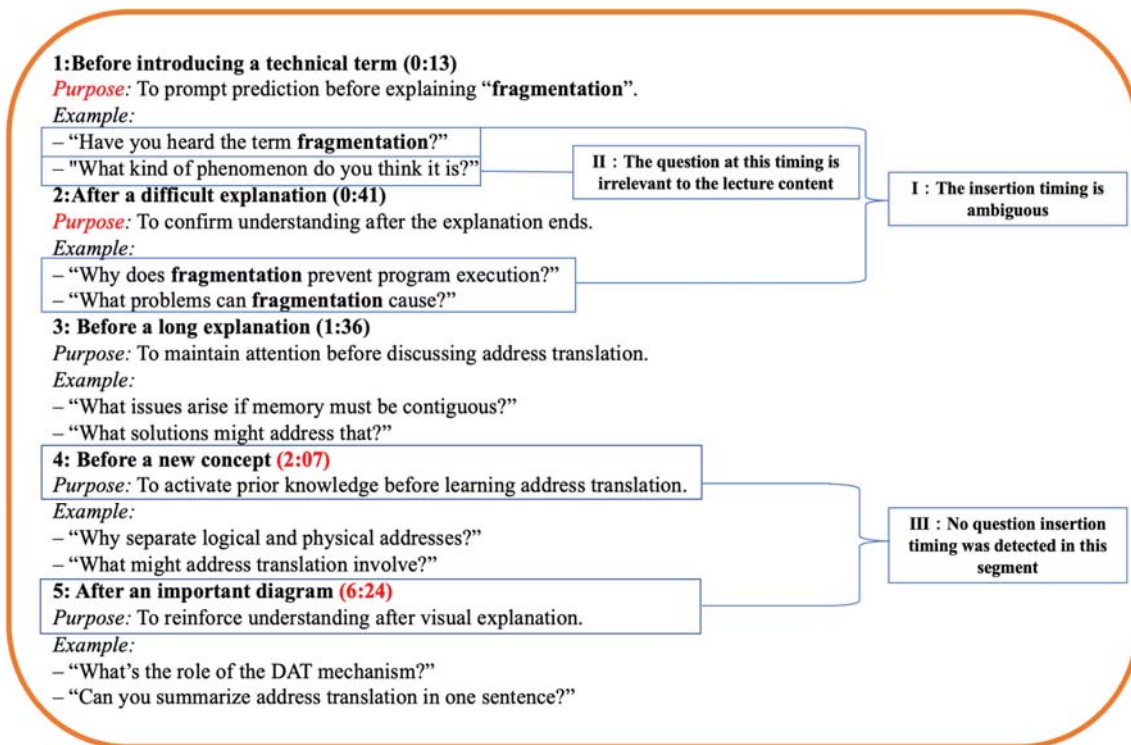 1:Before introducing a technical term (0:13)
Purpose: To prompt prediction before explaining “fragmentation”.
Example:
– “Have you heard the term fragmentation?”
– "What kind of phenomenon do you think it is?”
II : The question at this timing is
irrelevant to the lecture content
I : The insertion timing is
ambiguous
2:After a difficult explanation (0:41)
Purpose: To confirm understanding after the explanation ends.
Example:
– “Why does fragmentation prevent program execution?”
– “What problems can fragmentation cause?”
3: Before a long explanation (1:36)
Purpose: To maintain attention before discussing address translation.
Example:
– “What issues arise if memory must be contiguous?”
– “What solutions might address that?”
4: Before a new concept (2:07)
Purpose: To activate prior knowledge before learning address translation.
Example:
– “Why separate logical and physical addresses?”
– “What might address translation involve?”
III : No question insertion
timing was detected in this
segment
5: After an important diagram (6:24)
Purpose: To reinforce understanding after visual explanation.
Example:
– “What’s the role of the DAT mechanism?”
– “Can you summarize address translation in one sentence?”